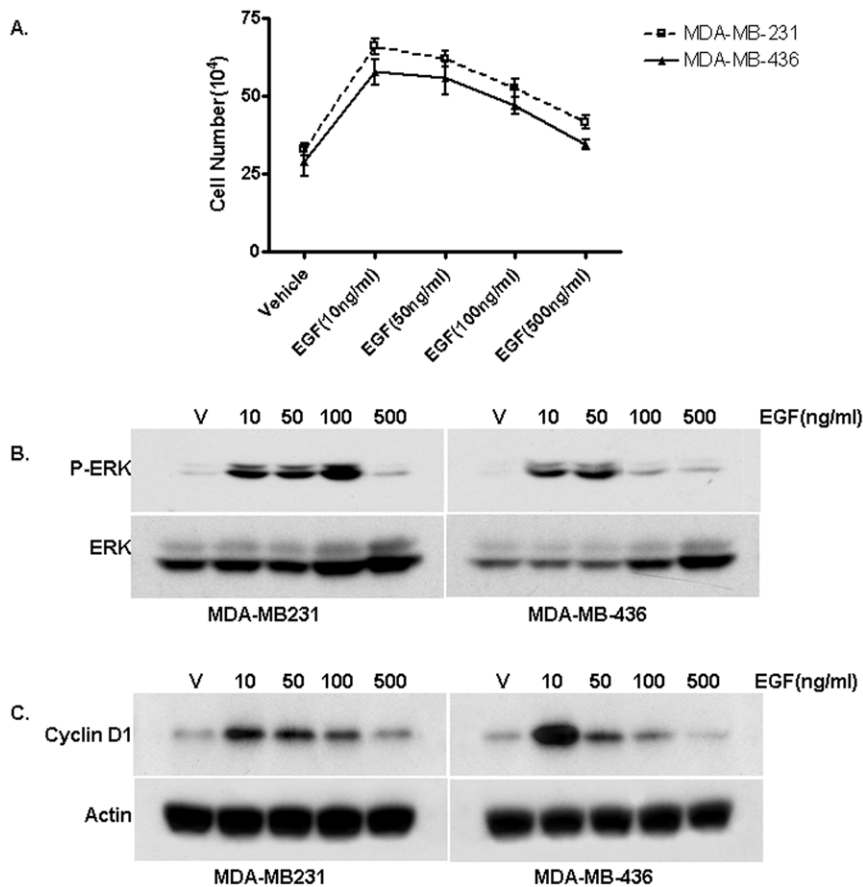 A.
75
50
25
0
Cell Number(10⁴)
MDA-MB-231
MDA-MB-436
Vehicle
EGF(10ng/ml)
EGF(50ng/ml)
EGF(100ng/ml)
EGF(500ng/ml)
V 10 50 100 500 V 10 50 100 500 EGF(ng/ml)
B.
P-ERK
ERK
MDA-MB231 MDA-MB-436
V 10 50 100 500 V 10 50 100 500 EGF(ng/ml)
C.
Cyclin D1
Actin
MDA-MB231 MDA-MB-436